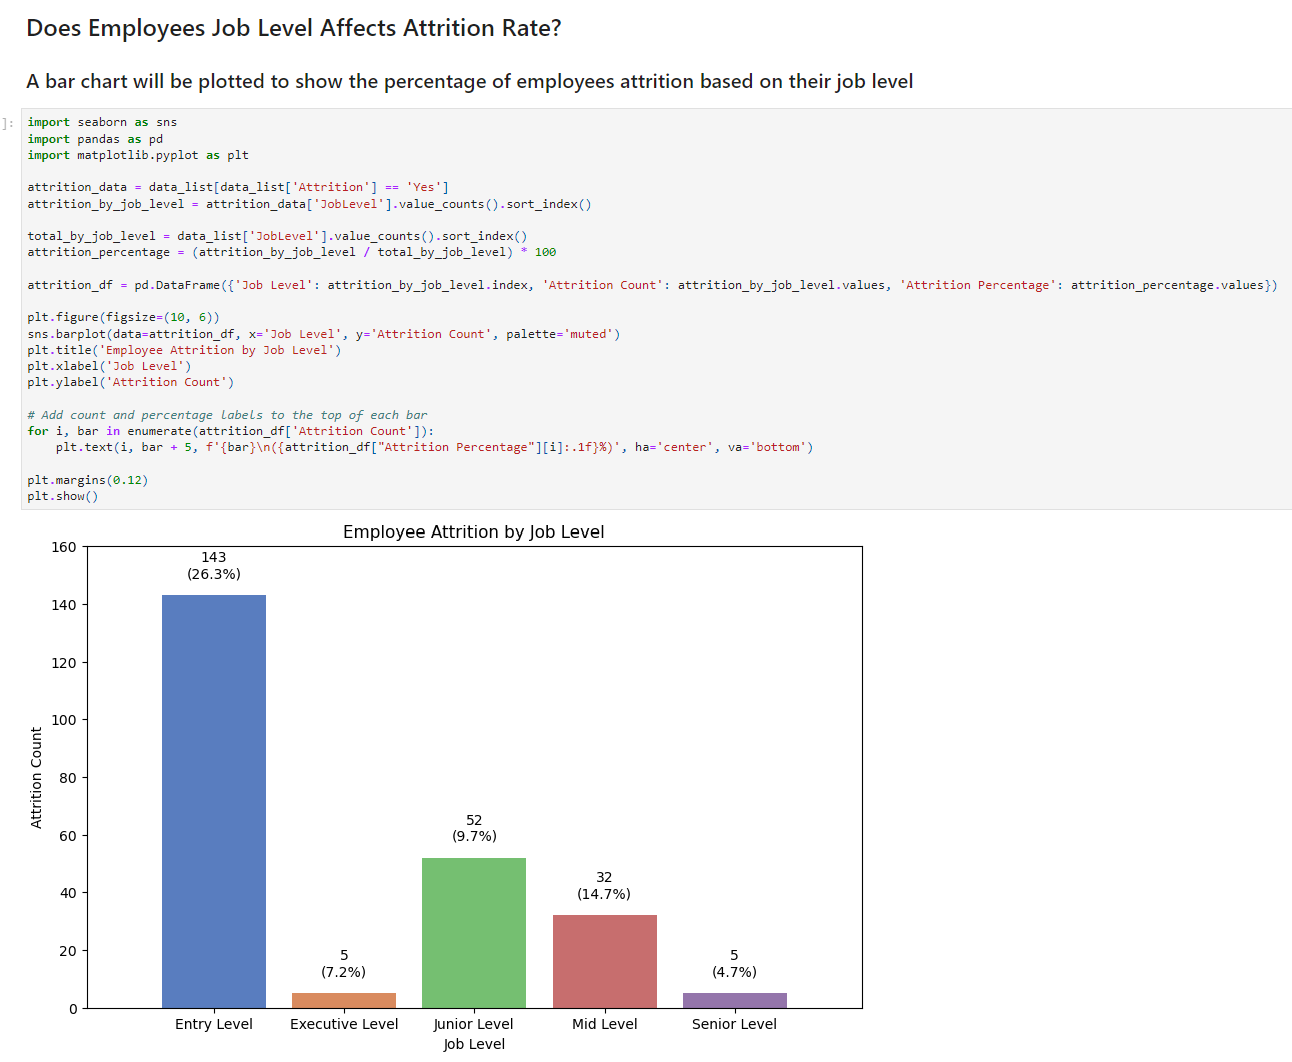 Does Employees Job Level Affects Attrition Rate?
A bar chart will be plotted to show the percentage of employees attrition based on their job level
]:
import seaborn as sns
import pandas as pd
import matplotlib.pyplot as plt
attrition_data = data_list[data_list['Attrition'] == 'Yes']
attrition_by_job_level = attrition_data['JobLevel'].value_counts().sort_index()
total_by_job_level = data_list['JobLevel'].value_counts().sort_index()
attrition_percentage = (attrition_by_job_level / total_by_job_level) * 100
attrition_df = pd.DataFrame({'Job Level': attrition_by_job_level.index, 'Attrition Count': attrition_by_job_level.values, 'Attrition Percentage': attrition_percentage.values})
plt.figure(figsize=(10, 6))
sns.barplot(data=attrition_df, x='Job Level', y='Attrition Count', palette='muted')
plt.title('Employee Attrition by Job Level')
plt.xlabel('Job Level')
plt.ylabel('Attrition Count')
# Add count and percentage labels to the top of each bar
for i, bar in enumerate(attrition_df['Attrition Count']):
    plt.text(i, bar + 5, f'{bar}\n({attrition_df["Attrition Percentage"][i]:.1f}%)', ha='center', va='bottom')
plt.margins(0.12)
plt.show()
Employee Attrition by Job Level
160
140
120
100
80
60
40
20
0
Attrition Count
143
(26.3%)
5
(7.2%)
52
(9.7%)
32
(14.7%)
5
(4.7%)
Entry Level
Executive Level
Junior Level
Mid Level
Senior Level
Job Level